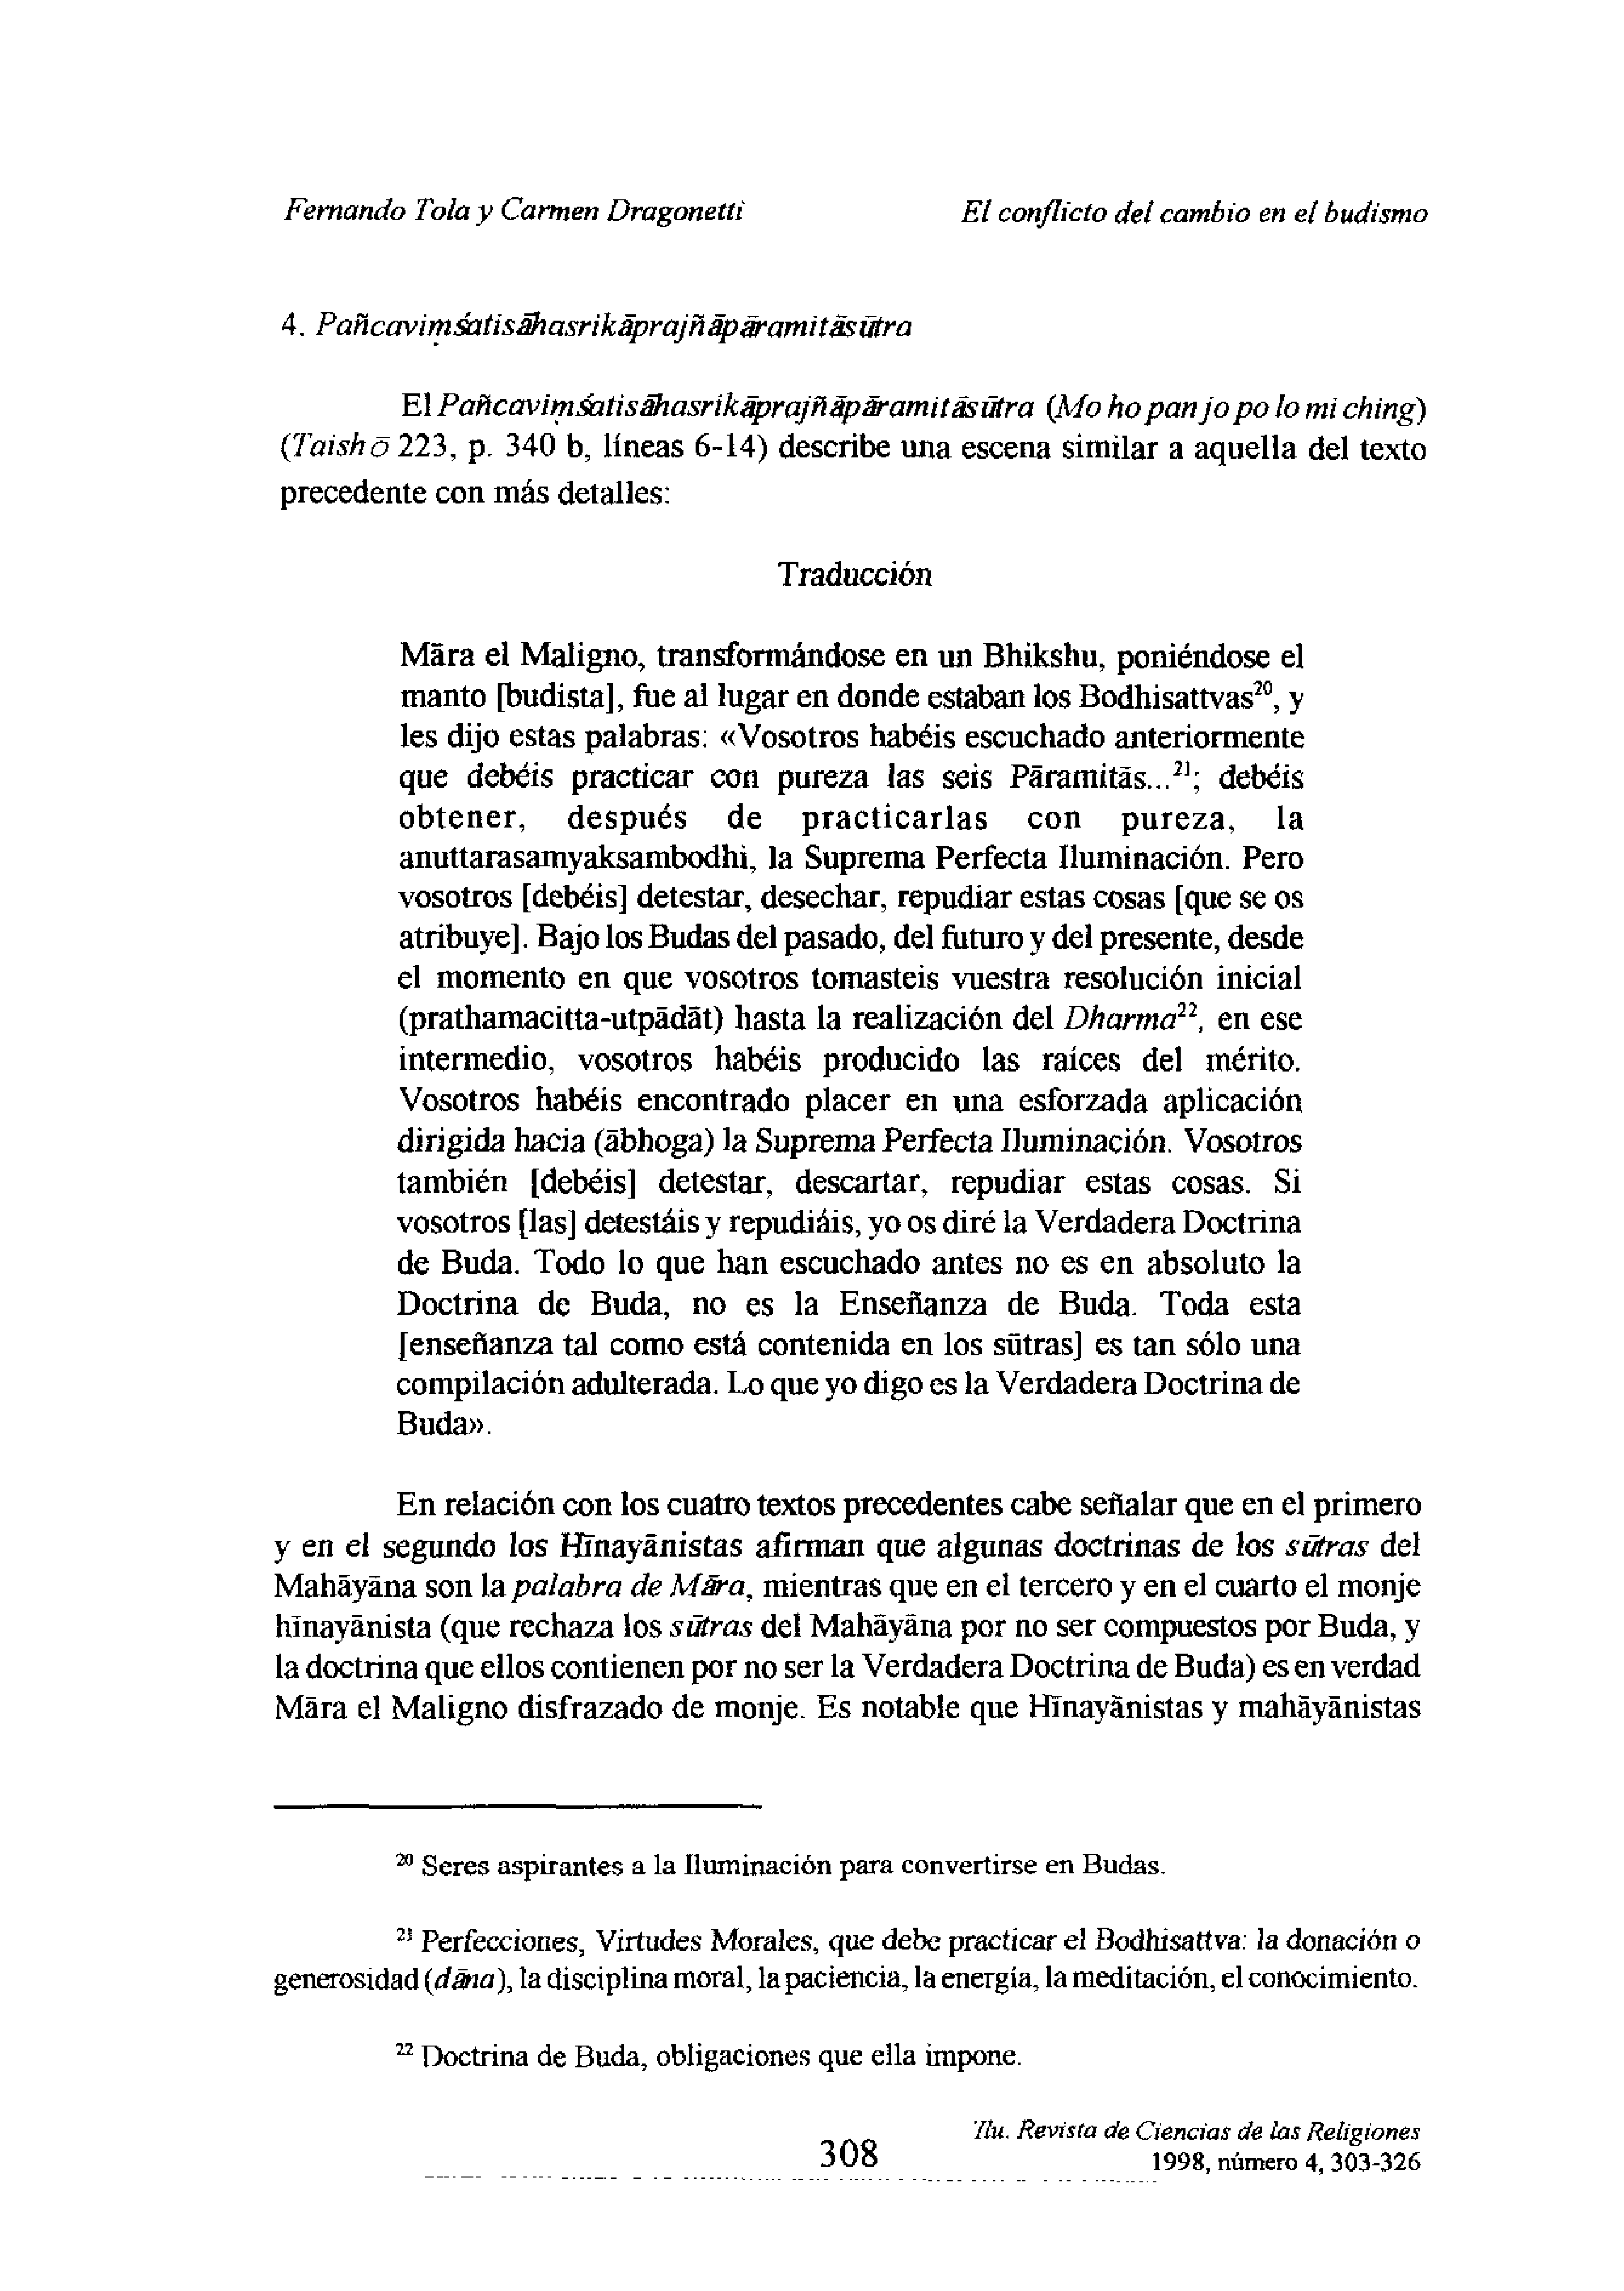 Fernando Tola y Carmen Dragonetti
El conflicto del cambio en el budismo
4. Pañcaviṃśatisāhasrikāprajñāpāramitāsūtra
El Pañcaviṃśatisāhasrikāprajñāpāramitāsūtra (Mo ho pan jo po lo mi ching)
(Taishō 223, p. 340 b, líneas 6-14) describe una escena similar a aquella del texto
precedente con más detalles:
Traducción
Māra el Maligno, transformándose en un Bhikshu, poniéndose el
manto [budista], fue al lugar en donde estaban los Bodhisattvas²⁰, y
les dijo estas palabras: «Vosotros habéis escuchado anteriormente
que debéis practicar con pureza las seis Pāramitās...²¹; debéis
obtener, después de practicarlas con pureza, la
anuttarasamyaksambodhi, la Suprema Perfecta Iluminación. Pero
vosotros [debéis] detestar, desechar, repudiar estas cosas [que se os
atribuye]. Bajo los Budas del pasado, del futuro y del presente, desde
el momento en que vosotros tomasteis vuestra resolución inicial
(prathamacitta-utpādāt) hasta la realización del Dharma²², en ese
intermedio, vosotros habéis producido las raíces del mérito.
Vosotros habéis encontrado placer en una esforzada aplicación
dirigida hacia (ābhoga) la Suprema Perfecta Iluminación. Vosotros
también [debéis] detestar, descartar, repudiar estas cosas. Si
vosotros [las] detestáis y repudiáis, yo os diré la Verdadera Doctrina
de Buda. Todo lo que han escuchado antes no es en absoluto la
Doctrina de Buda, no es la Enseñanza de Buda. Toda esta
[enseñanza tal como está contenida en los sūtras] es tan sólo una
compilación adulterada. Lo que yo digo es la Verdadera Doctrina de
Buda».
En relación con los cuatro textos precedentes cabe señalar que en el primero
y en el segundo los Hīnayānistas afirman que algunas doctrinas de los sūtras del
Mahāyāna son la palabra de Māra, mientras que en el tercero y en el cuarto el monje
hīnayānista (que rechaza los sūtras del Mahāyāna por no ser compuestos por Buda, y
la doctrina que ellos contienen por no ser la Verdadera Doctrina de Buda) es en verdad
Māra el Maligno disfrazado de monje. Es notable que Hīnayānistas y mahāyānistas
²⁰ Seres aspirantes a la Iluminación para convertirse en Budas.
²¹ Perfecciones, Virtudes Morales, que debe practicar el Bodhisattva: la donación o
generosidad (dāna), la disciplina moral, la paciencia, la energía, la meditación, el conocimiento.
²² Doctrina de Buda, obligaciones que ella impone.
'Ilu. Revista de Ciencias de las Religiones
308
1998, número 4, 303-326